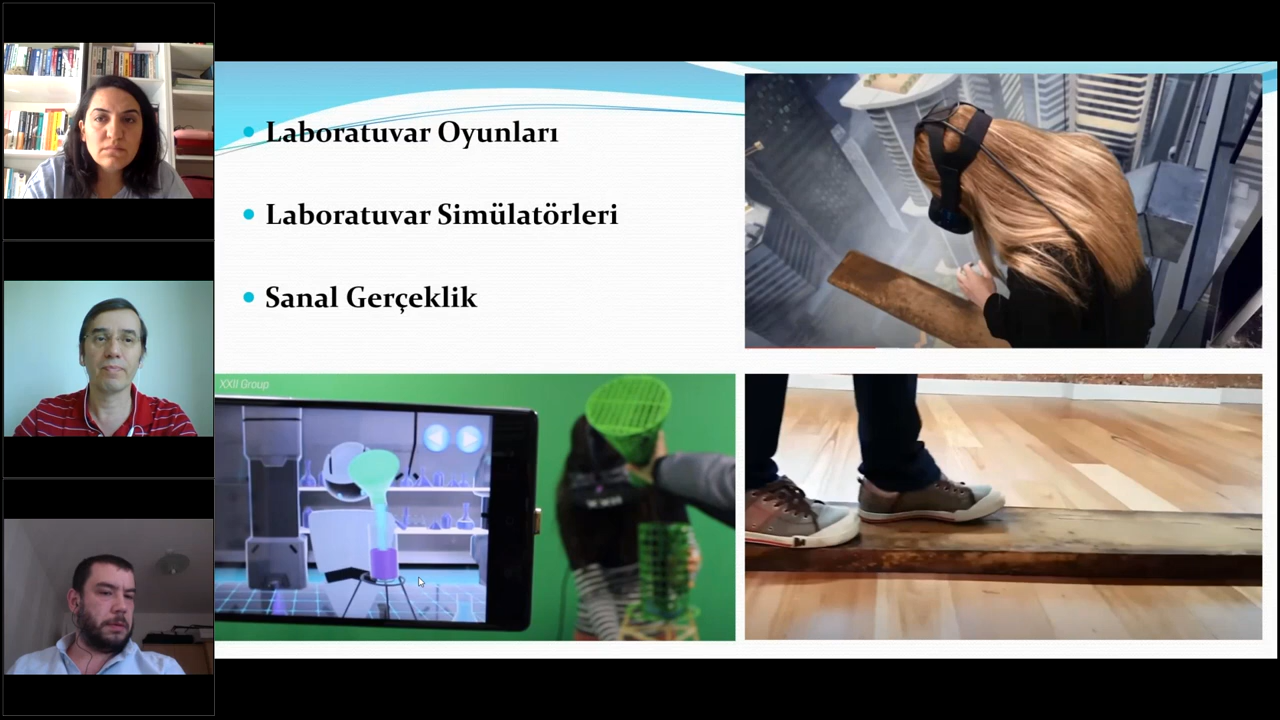 Laboratuvar Oyunları
Laboratuvar Simülatörleri
Sanal Gerçeklik
XXII Group